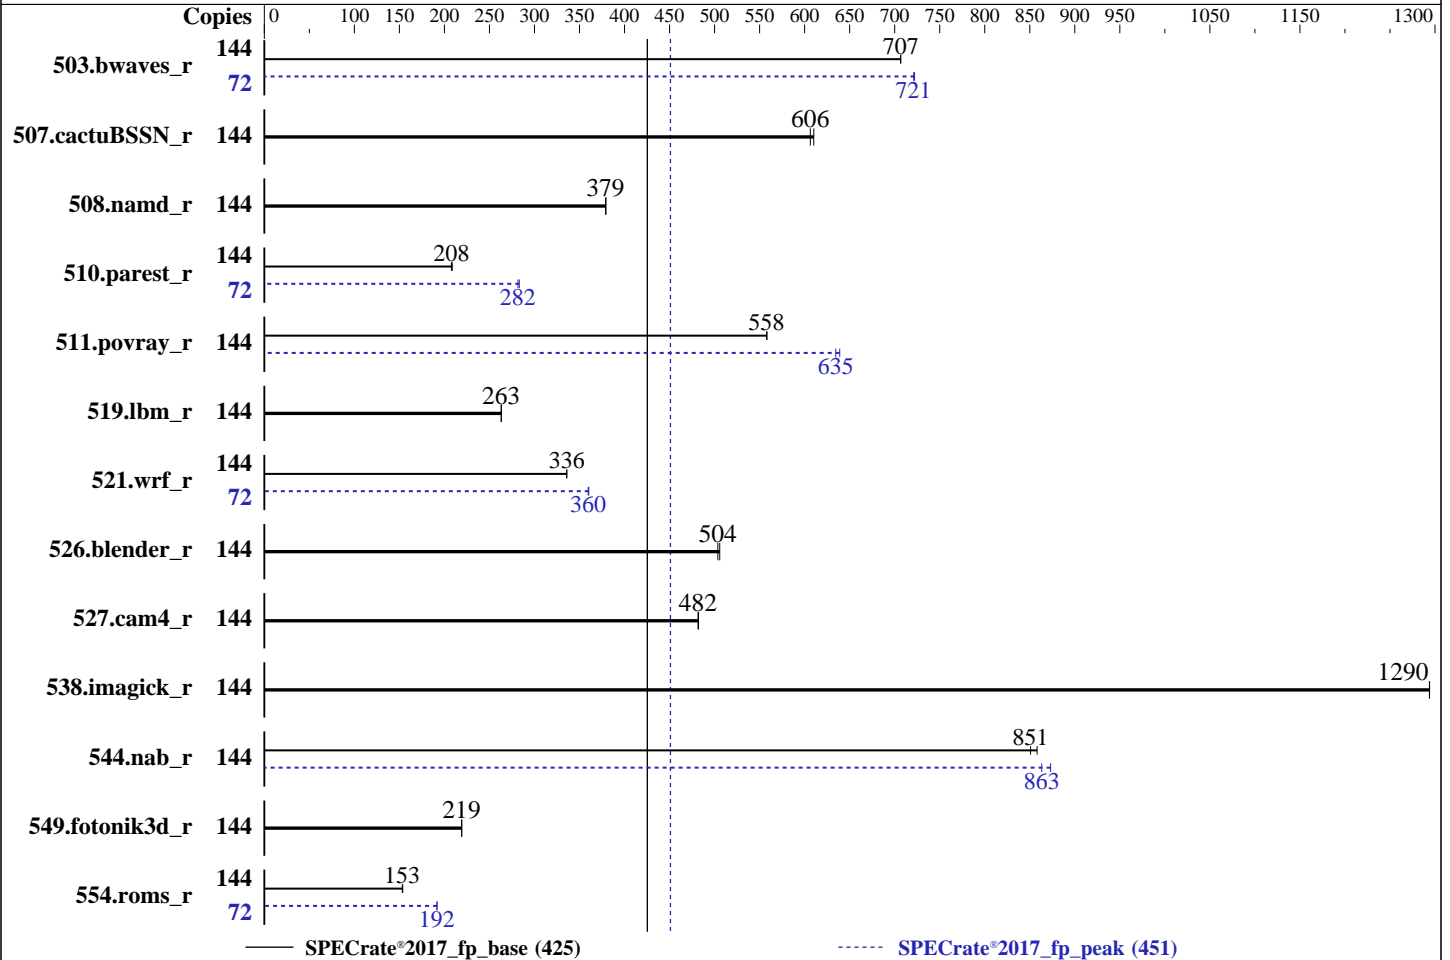 Copies 0 100 150 200 250 300 350 400 450 500 550 600 650 700 750 800 850 900 950 1050 1150 1300
503.bwaves_r 144 707
72 721
507.cactuBSSN_r 144 606
508.namd_r 144 379
510.parest_r 144 208
72 282
511.povray_r 144 558
635
519.lbm_r 144 263
521.wrf_r 144 336
72 360
526.blender_r 144 504
527.cam4_r 144 482
538.imagick_r 144 1290
544.nab_r 144 851
863
549.fotonik3d_r 144 219
554.roms_r 144 153
72 192
SPECrate®2017_fp_base (425) SPECrate®2017_fp_peak (451)